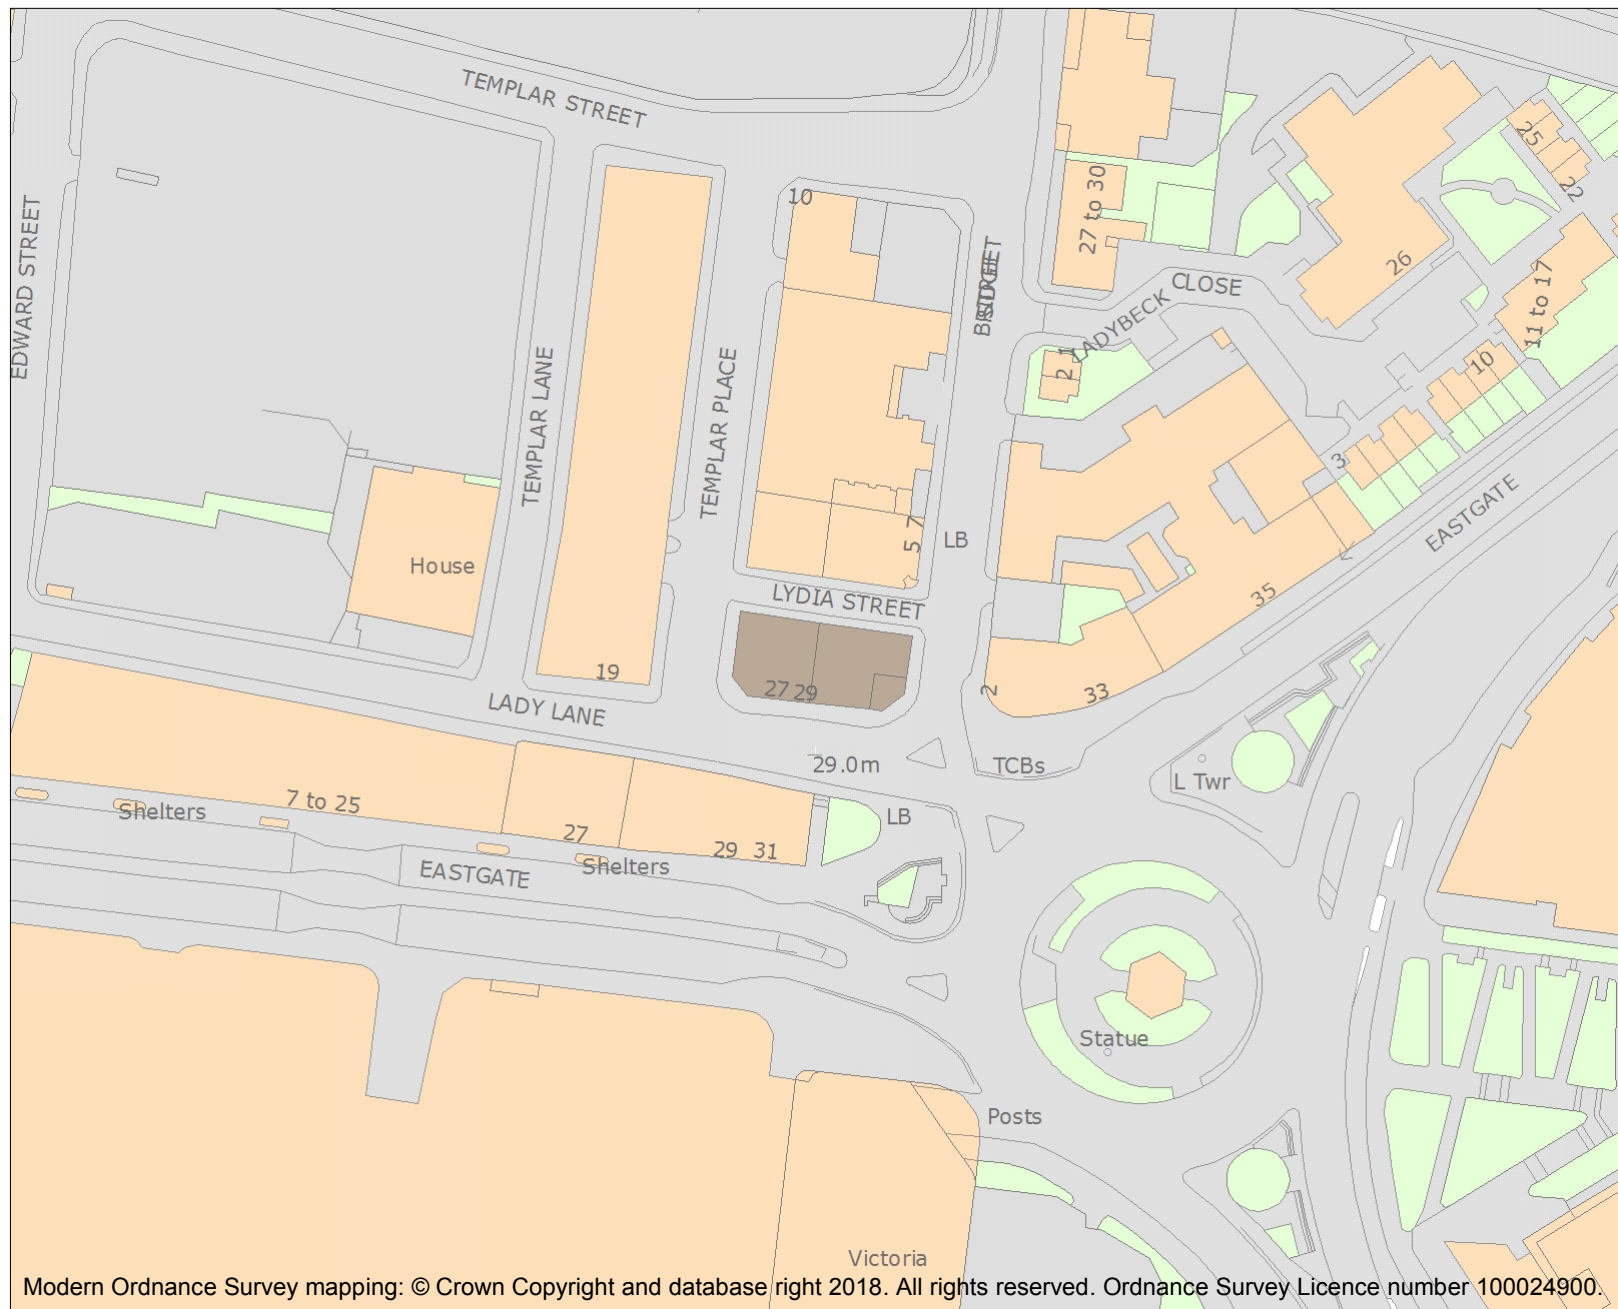 TEMPLAR STREET
25
22
10
27 to 30
EDWARD STREET
BRIDGE
STREET
CLOSE
LADYBECK
26
11 to 17
TEMPLAR LANE
TEMPLAR PLACE
2 1
10
3
EASTGATE
5 7
LB
House
LYDIA STREET
35
19
27 29
2
33
LADY LANE
29.0m
TCBs
L Twr
7 to 25
Shelters
27
29 31
LB
Shelters
EASTGATE
Statue
Posts
Victoria
Modern Ordnance Survey mapping: © Crown Copyright and database right 2018. All rights reserved. Ordnance Survey Licence number 100024900.